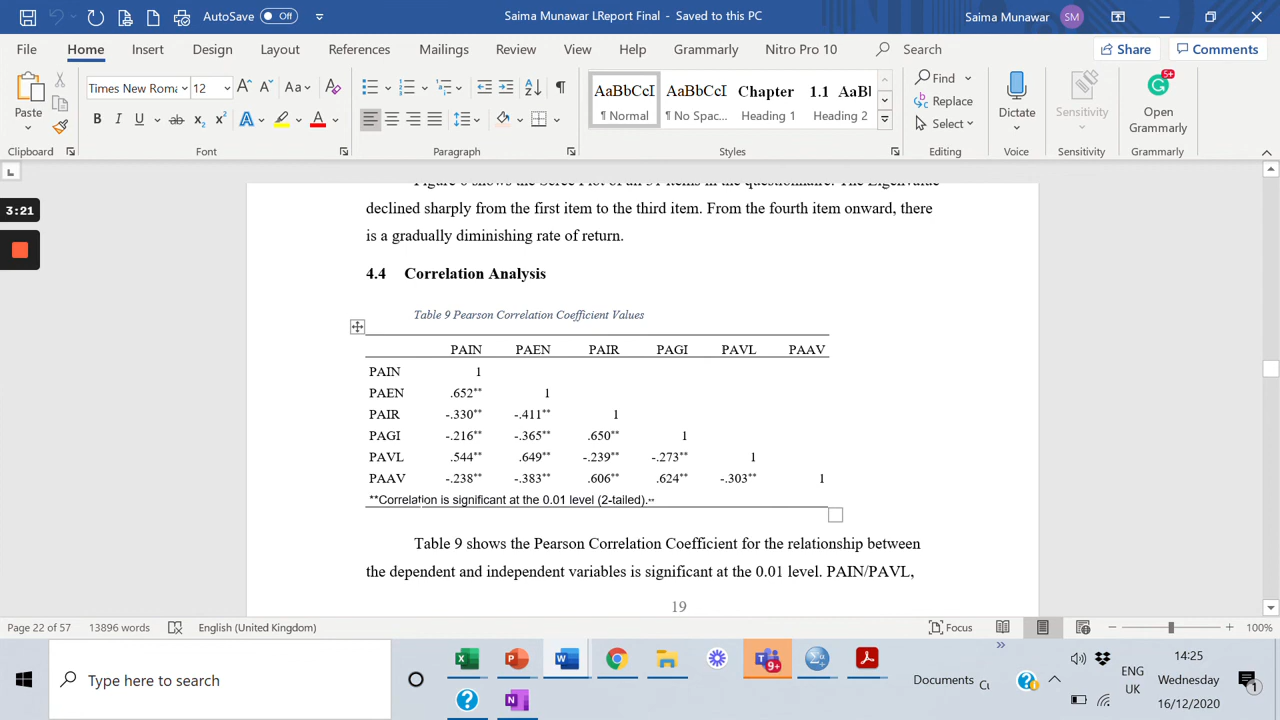 AutoSave Off
Saima Munawar LReport Final - Saved to this PC
Saima Munawar SM
File Home Insert Design Layout References Mailings Review View Help Grammarly Nitro Pro 10 Search Share Comments
Times New Roma 12 Aa
Paste
B I U ab x₂ x² A A
AaBbCcI AaBbCcI Chapter 1.1 AaBl
¶ Normal ¶ No Spac... Heading 1 Heading 2
Find
Replace
Select
Dictate
Sensitivity
5+
Open
Grammarly
Clipboard Font Paragraph Styles Editing Voice Sensitivity Grammarly
3:21
declined sharply from the first item to the third item. From the fourth item onward, there
is a gradually diminishing rate of return.
4.4 Correlation Analysis
Table 9 Pearson Correlation Coefficient Values
PAIN PAEN PAIR PAGI PAVL PAAV
PAIN 1
PAEN .652** 1
PAIR -.330** -.411** 1
PAGI -.216** -.365** .650** 1
PAVL .544** .649** -.239** -.273** 1
PAAV -.238** -.383** .606** .624** -.303** 1
**Correlation is significant at the 0.01 level (2-tailed).**
Table 9 shows the Pearson Correlation Coefficient for the relationship between
the dependent and independent variables is significant at the 0.01 level. PAIN/PAVL,
19
Page 22 of 57 13896 words English (United Kingdom) Focus 100%
Type here to search
9+
Documents
ENG
UK
14:25
Wednesday
16/12/2020
1